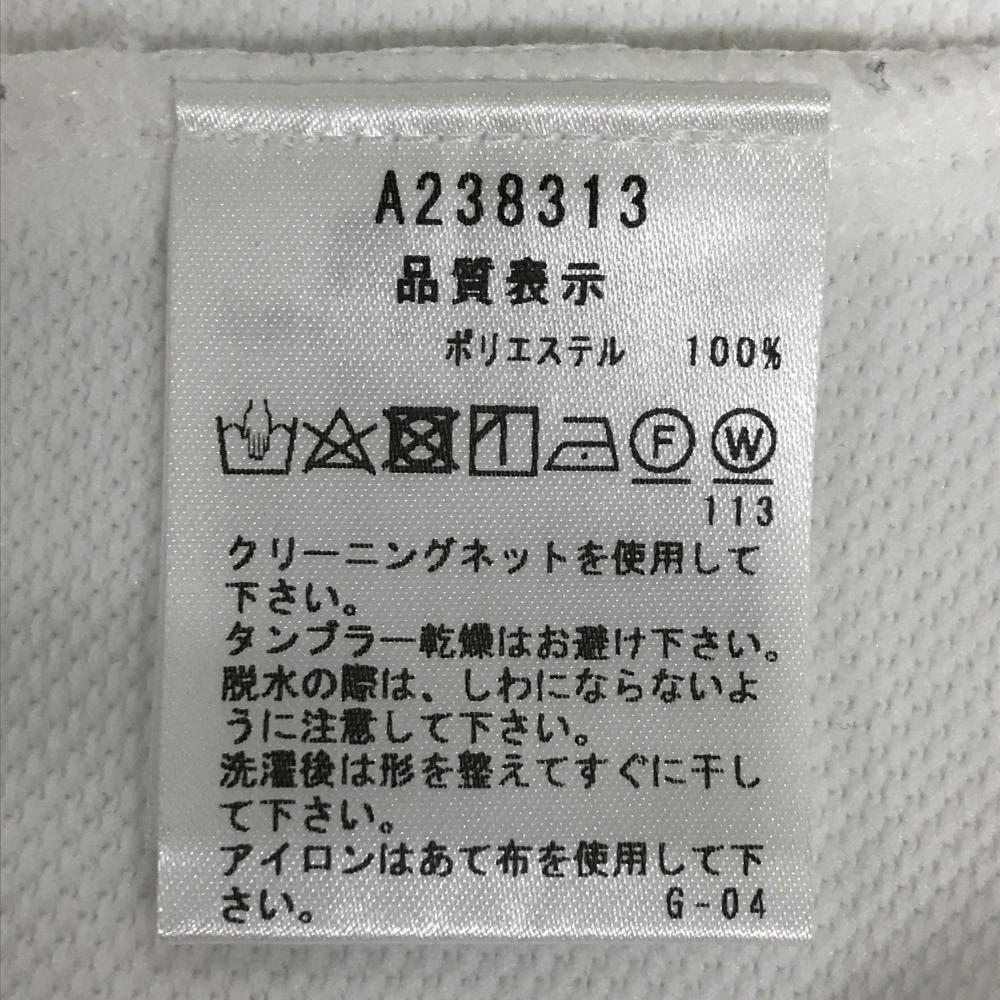 A238313
品質表示
ポリエステル 100%
F W
113
クリーニングネットを使用して
下さい。
タンブラー乾燥はお避け下さい。
脱水の際は、しわにならないよ
うに注意して下さい。
洗濯後は形を整えてすぐに干し
て下さい。
アイロンはあて布を使用して下
さい。 G-04